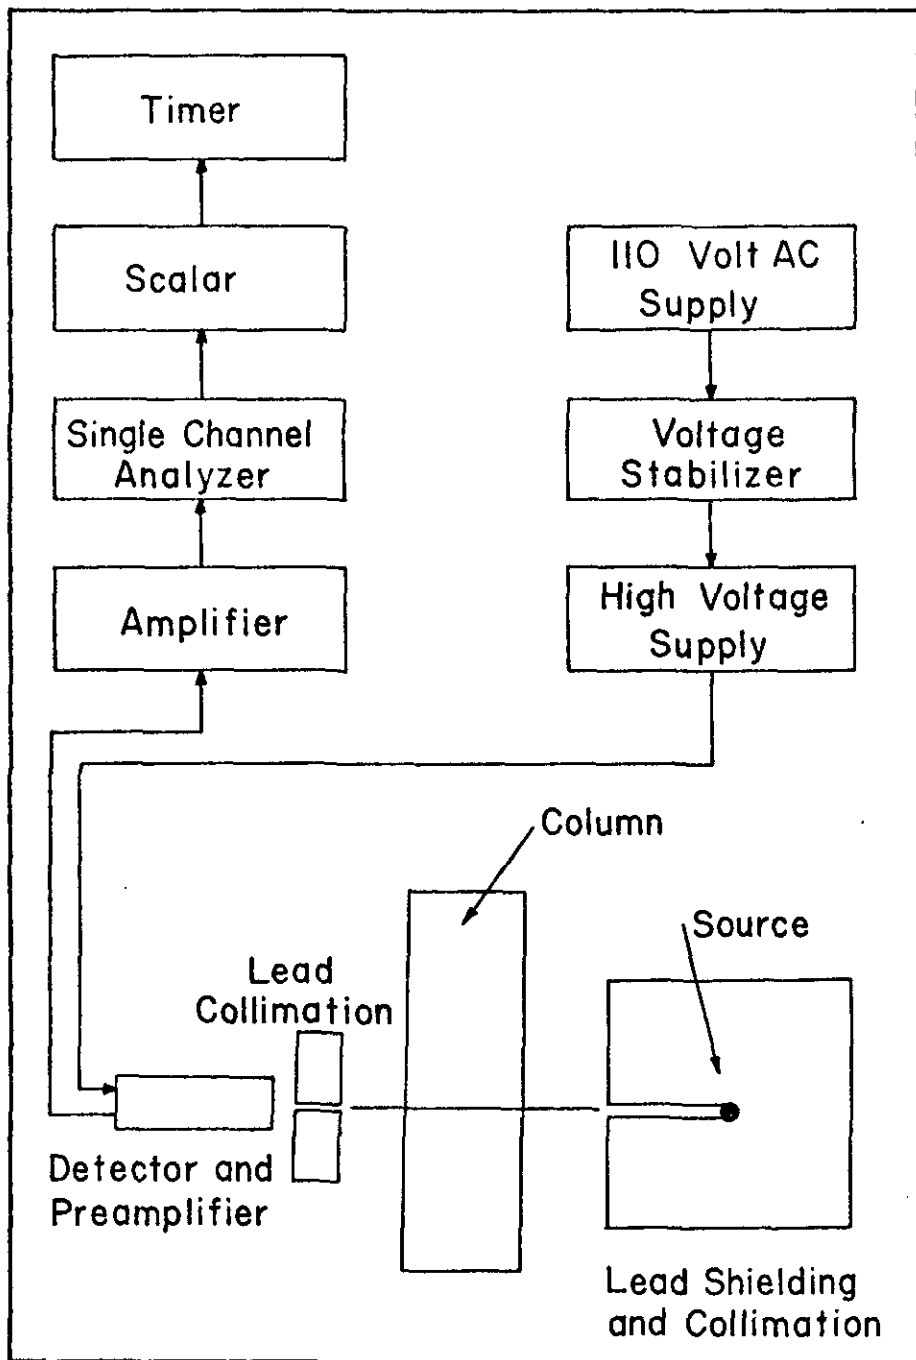 Timer
Scalar
Single Channel
Analyzer
Amplifier
110 Volt AC
Supply
Voltage
Stabilizer
High Voltage
Supply
Column
Source
Lead
Collimation
Detector and
Preamplifier
Lead Shielding
and Collimation